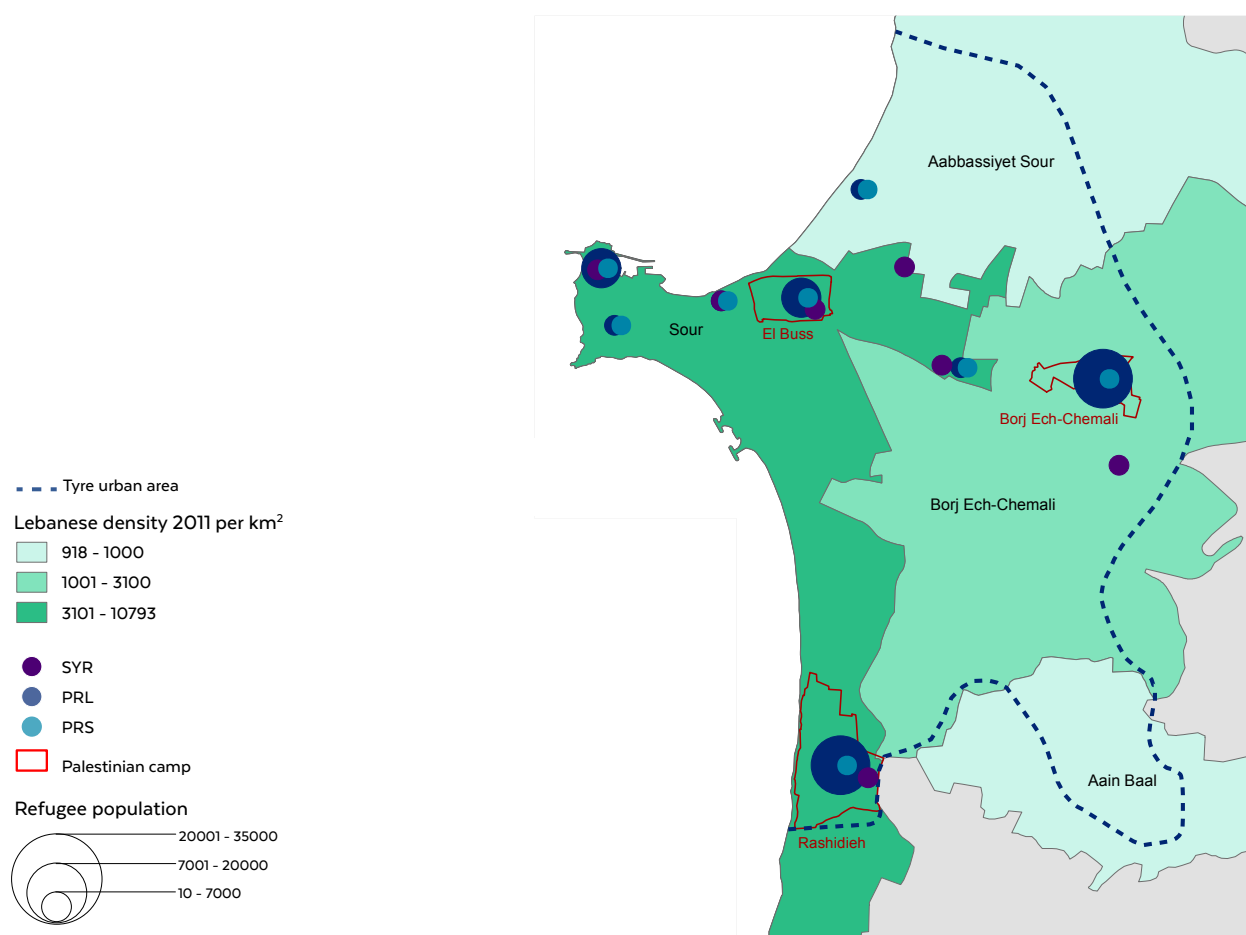 Aabbassiyet Sour
Sour
El Buss
Borj Ech-Chemali
Borj Ech-Chemali
Aain Baal
Rashidieh
Tyre urban area
Lebanese density 2011 per km²
918 - 1000
1001 - 3100
3101 - 10793
SYR
PRL
PRS
Palestinian camp
Refugee population
20001 - 35000
7001 - 20000
10 - 7000